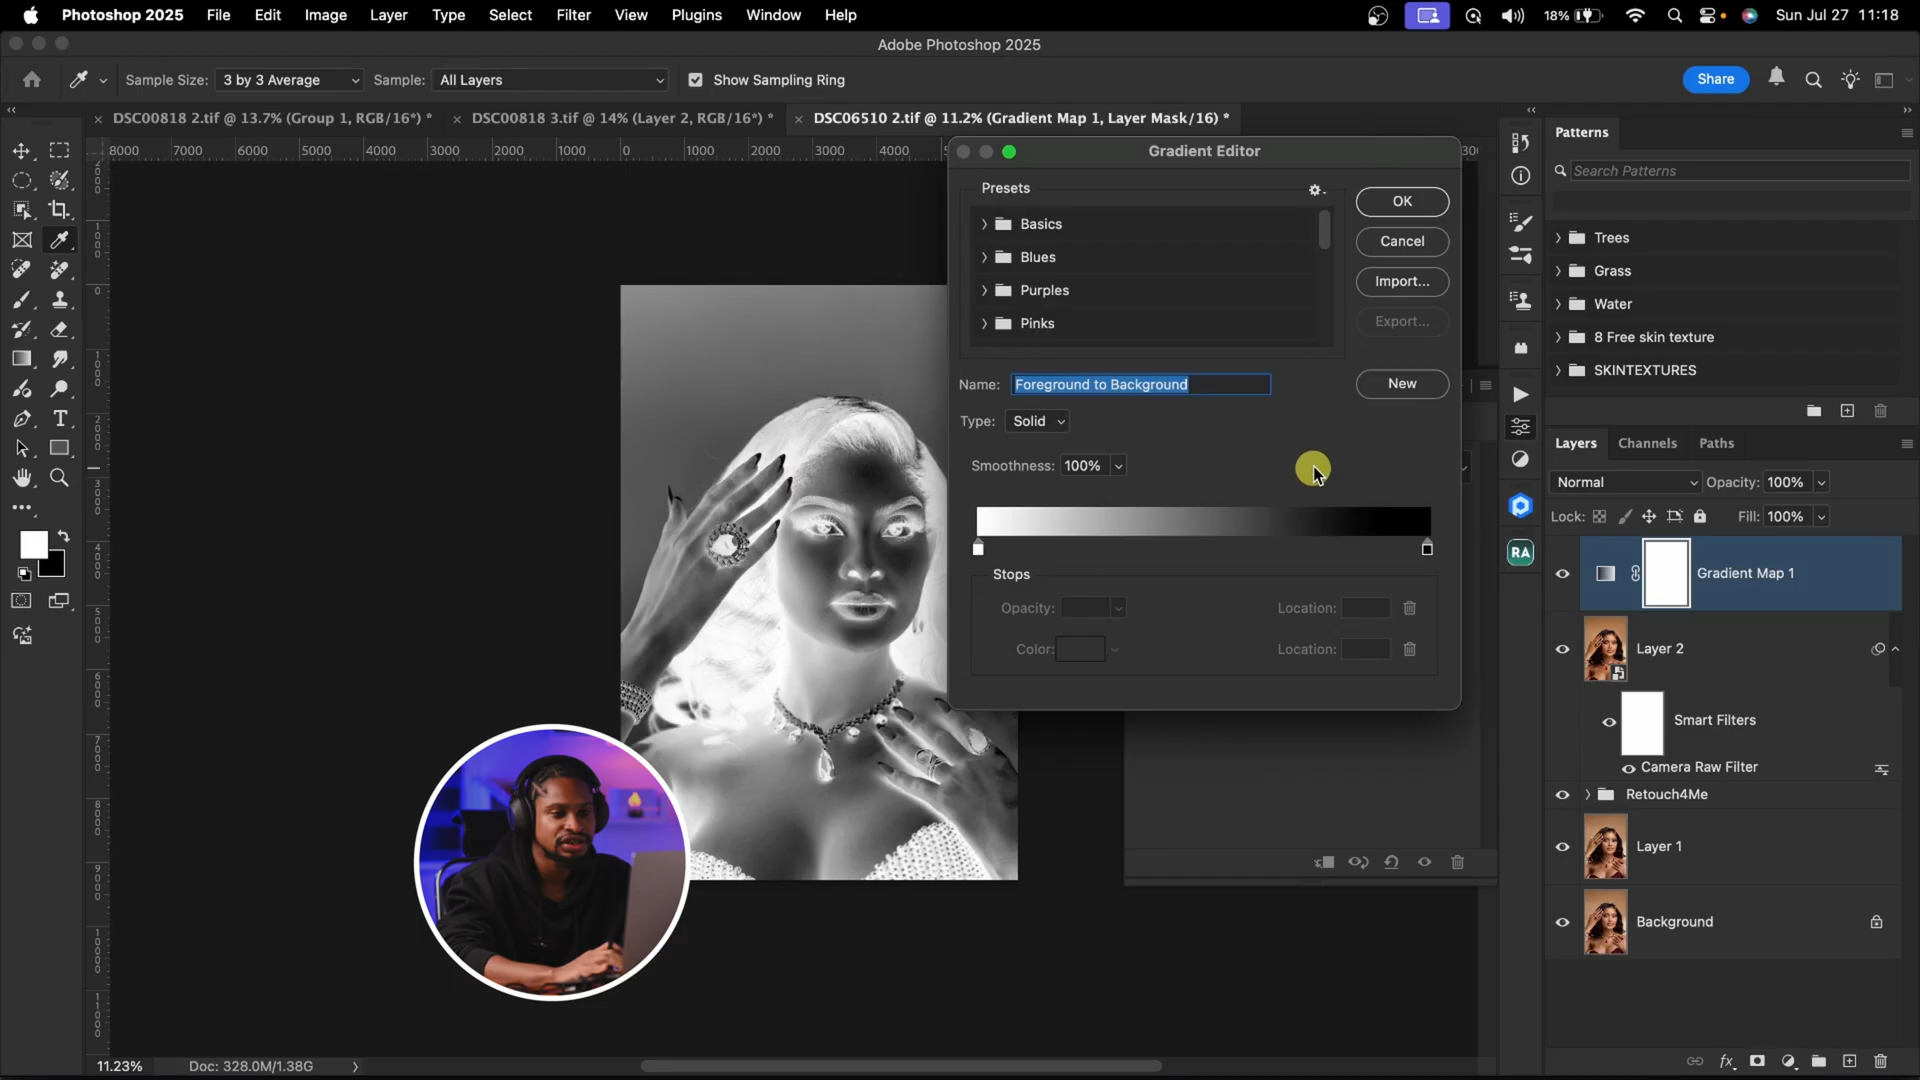 Photoshop 2025 File Edit Image Layer Type Select Filter View Plugins Window Help 18% Sun Jul 27 11:18
Adobe Photoshop 2025
Sample Size: 3 by 3 Average Sample: All Layers Show Sampling Ring Share
DSC00818 2.tif @ 13.7% (Group 1, RGB/16*) * DSC00818 3.tif @ 14% (Layer 2, RGB/16*) * DSC06510 2.tif @ 11.2% (Gradient Map 1, Layer Mask/16) *
8000 7000 6000 5000 4000 3000 2000 1000 0 1000 2000 3000 4000
Gradient Editor
Presets
Basics
Blues
Purples
Pinks
OK
Cancel
Import...
Export...
Name: Foreground to Background New
Type: Solid
Smoothness: 100%
Stops
Opacity: Location:
Color: Location:
Patterns
Search Patterns
Trees
Grass
Water
8 Free skin texture
SKINTEXTURES
RA
Layers Channels Paths
Normal Opacity: 100%
Lock: Fill: 100%
Gradient Map 1
Layer 2
Smart Filters
Camera Raw Filter
Retouch4Me
Layer 1
Background
fx
11.23% Doc: 328.0M/1.38G